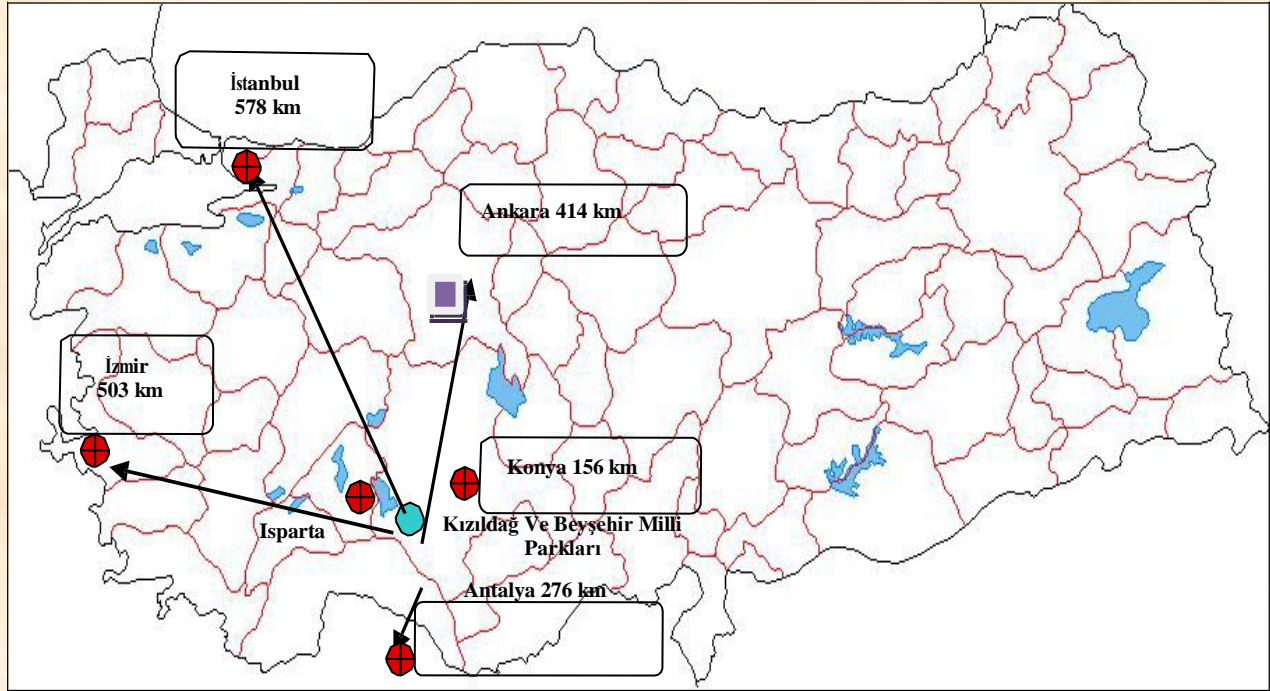 İstanbul
578 km
Ankara 414 km
İzmir
503 km
Konya 156 km
Isparta
Kızıldağ Ve Beyşehir Milli
Parkları
Antalya 276 km